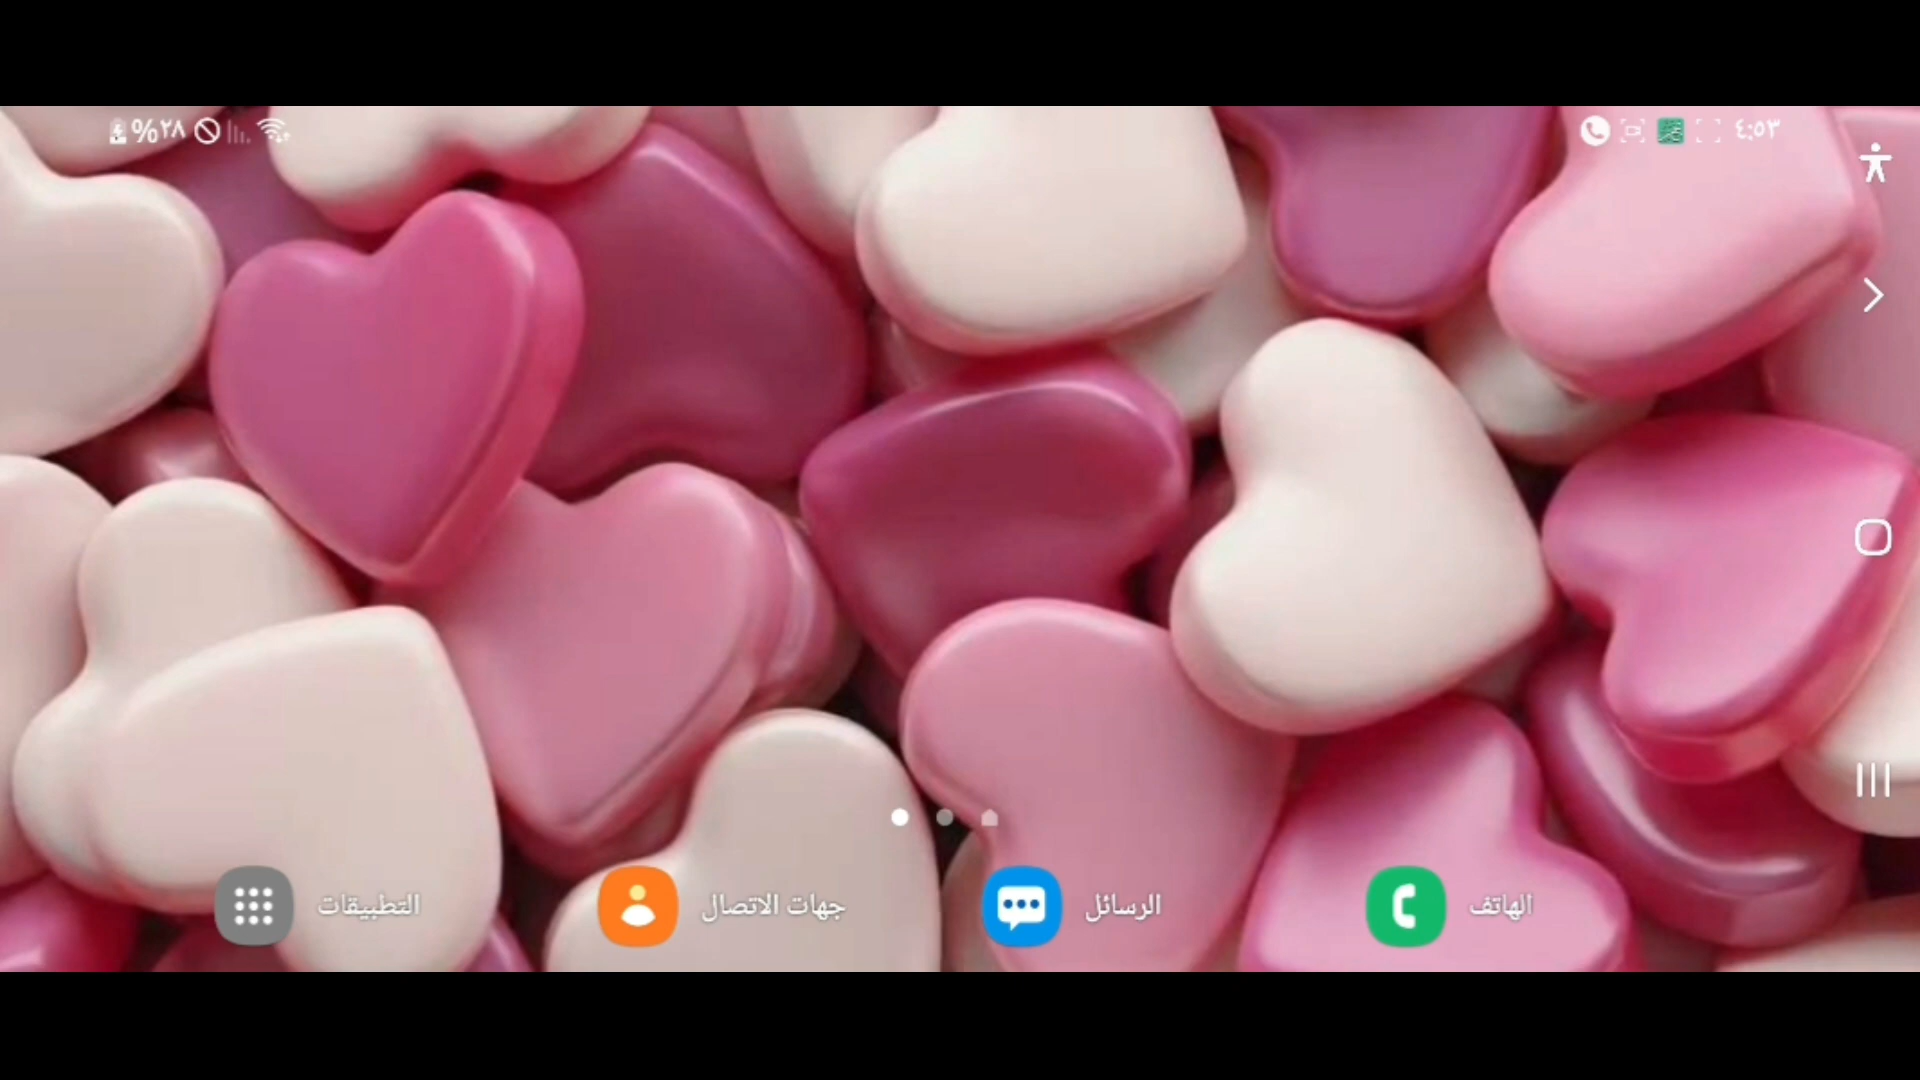 ٤:٥٣
%٢٨
الهاتف
الرسائل
جهات الاتصال
التطبيقات